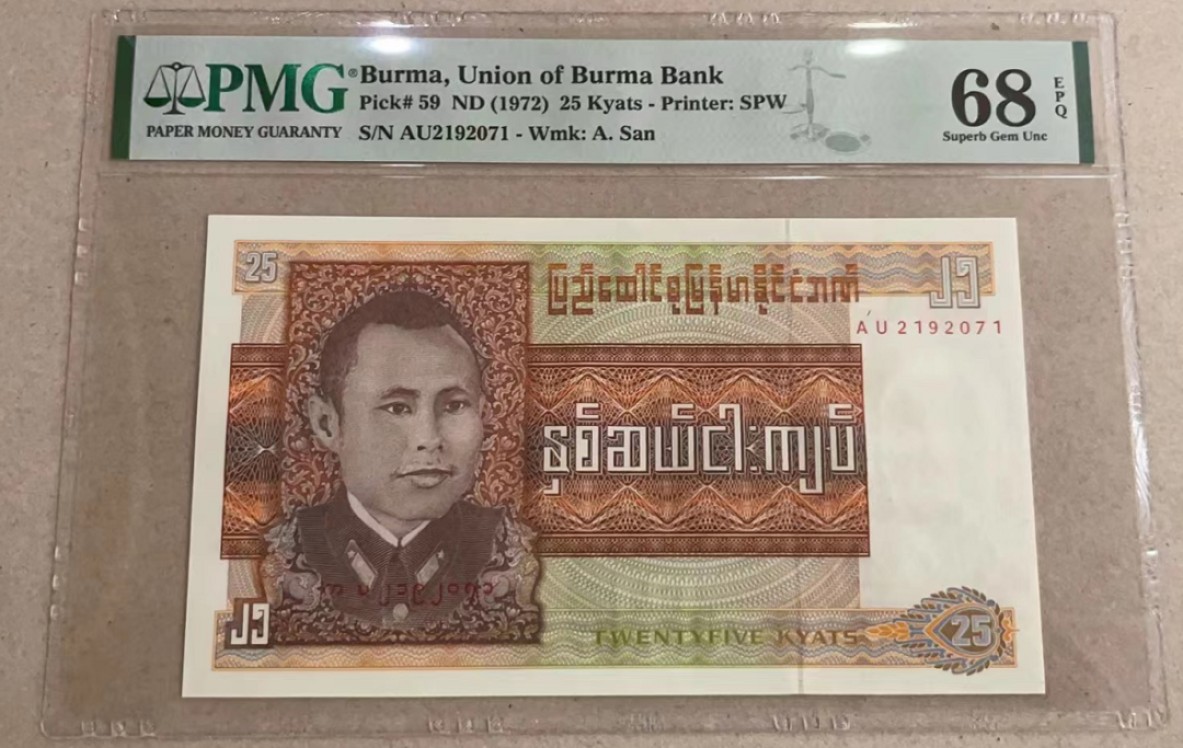 PMG® Burma, Union of Burma Bank
PAPER MONEY GUARANTY
Pick# 59 ND (1972) 25 Kyats - Printer: SPW
S/N AU2192071 - Wmk: A. San
68 EPQ
Superb Gem Unc
25
ပြည်ထောင်စုမြန်မာနိုင်ငံဘဏ်
၂၅
AU 2192071
နှစ်ဆယ်ငါးကျပ်
၂၅
TWENTYFIVE KYATS
25